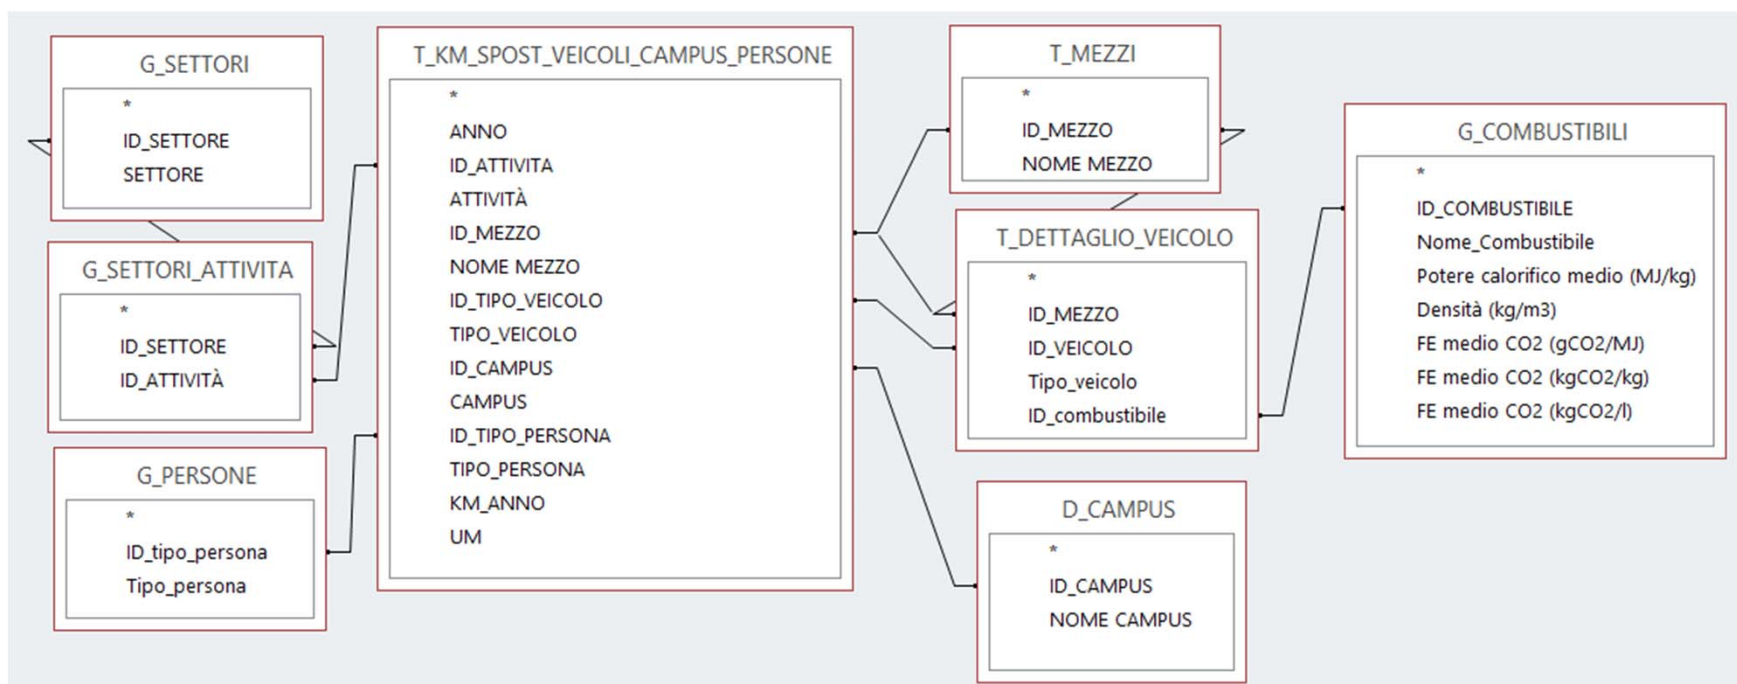 G_SETTORI
*
ID_SETTORE
SETTORE
G_SETTORI_ATTIVITA
*
ID_SETTORE
ID_ATTIVITÀ
G_PERSONE
*
ID_tipo_persona
Tipo_persona
T_KM_SPOST_VEICOLI_CAMPUS_PERSONE
*
ANNO
ID_ATTIVITA
ATTIVITÀ
ID_MEZZO
NOME MEZZO
ID_TIPO_VEICOLO
TIPO_VEICOLO
ID_CAMPUS
CAMPUS
ID_TIPO_PERSONA
TIPO_PERSONA
KM_ANNO
UM
T_MEZZI
*
ID_MEZZO
NOME MEZZO
T_DETTAGLIO_VEICOLO
*
ID_MEZZO
ID_VEICOLO
Tipo_veicolo
ID_combustibile
D_CAMPUS
*
ID_CAMPUS
NOME CAMPUS
G_COMBUSTIBILI
*
ID_COMBUSTIBILE
Nome_Combustibile
Potere calorifico medio (MJ/kg)
Densità (kg/m3)
FE medio CO2 (gCO2/MJ)
FE medio CO2 (kgCO2/kg)
FE medio CO2 (kgCO2/l)